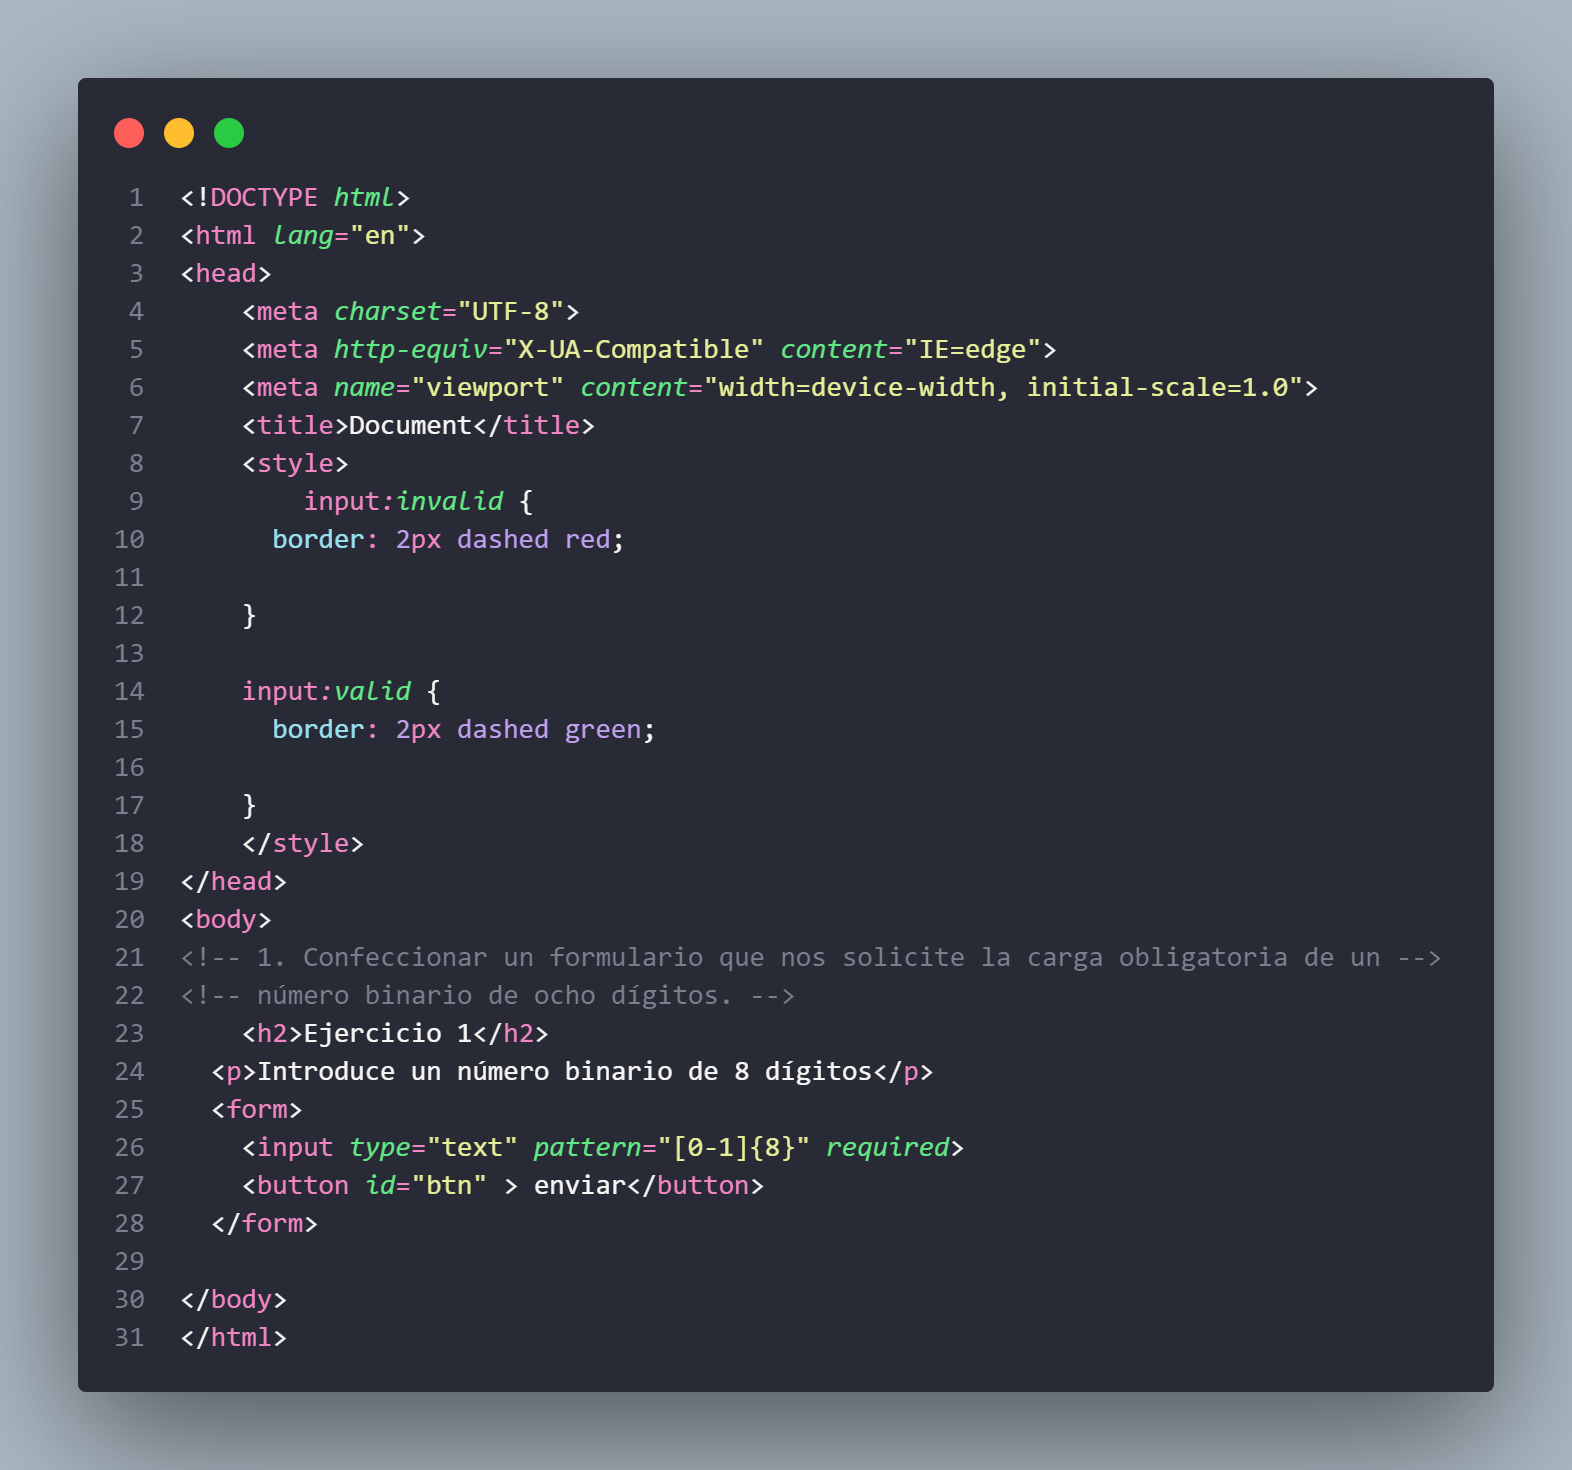 1 <!DOCTYPE html>
2 <html lang="en">
3 <head>
4     <meta charset="UTF-8">
5     <meta http-equiv="X-UA-Compatible" content="IE=edge">
6     <meta name="viewport" content="width=device-width, initial-scale=1.0">
7     <title>Document</title>
8     <style>
9         input:invalid {
10       border: 2px dashed red;
11
12     }
13
14     input:valid {
15       border: 2px dashed green;
16
17     }
18     </style>
19 </head>
20 <body>
21 <!-- 1. Confeccionar un formulario que nos solicite la carga obligatoria de un -->
22 <!-- número binario de ocho dígitos. -->
23     <h2>Ejercicio 1</h2>
24   <p>Introduce un número binario de 8 dígitos</p>
25   <form>
26     <input type="text" pattern="[0-1]{8}" required>
27     <button id="btn" > enviar</button>
28   </form>
29
30 </body>
31 </html>